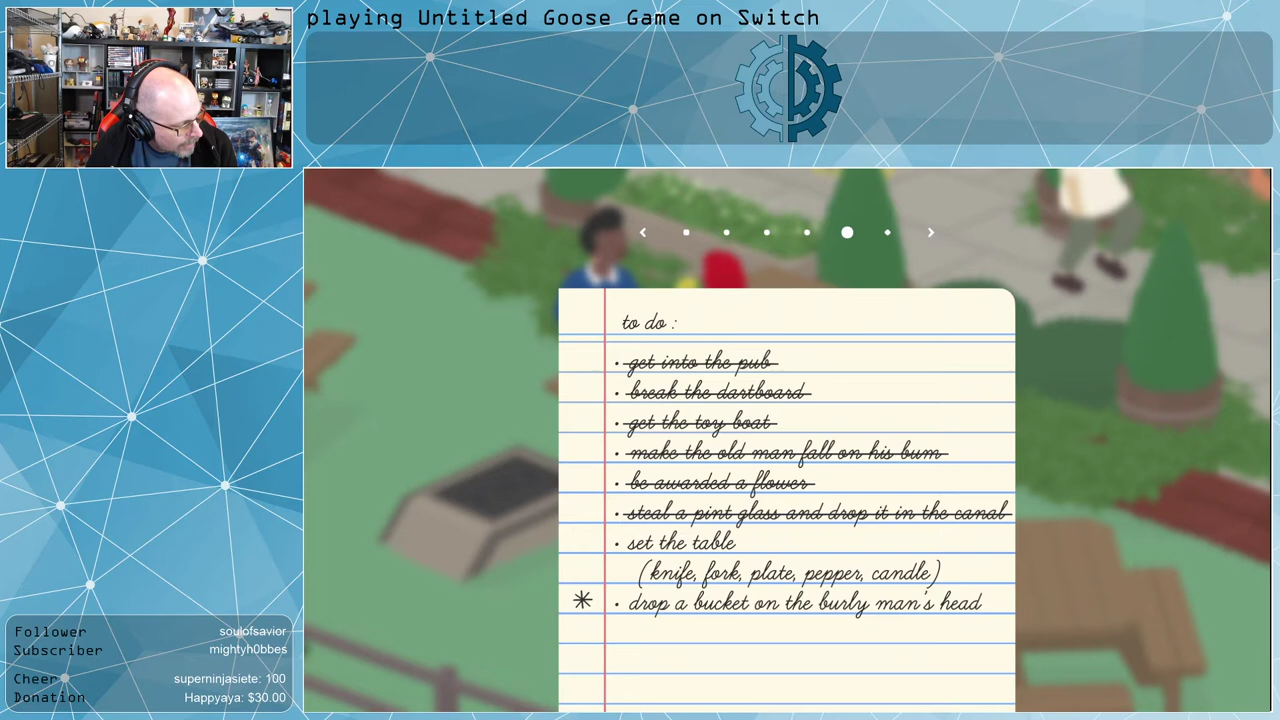 playing Untitled Goose Game on Switch
to do :
• get into the pub
• break the dartboard
• get the toy boat
• make the old man fall on his bum
• be awarded a flower
• steal a pint glass and drop it in the canal
• set the table
(knife, fork, plate, pepper, candle)
• drop a bucket on the burly man's head
Follower soulofsavior
Subscriber mightyh0bbes
Cheer superninjasiete: 100
Donation Happyaya: $30.00